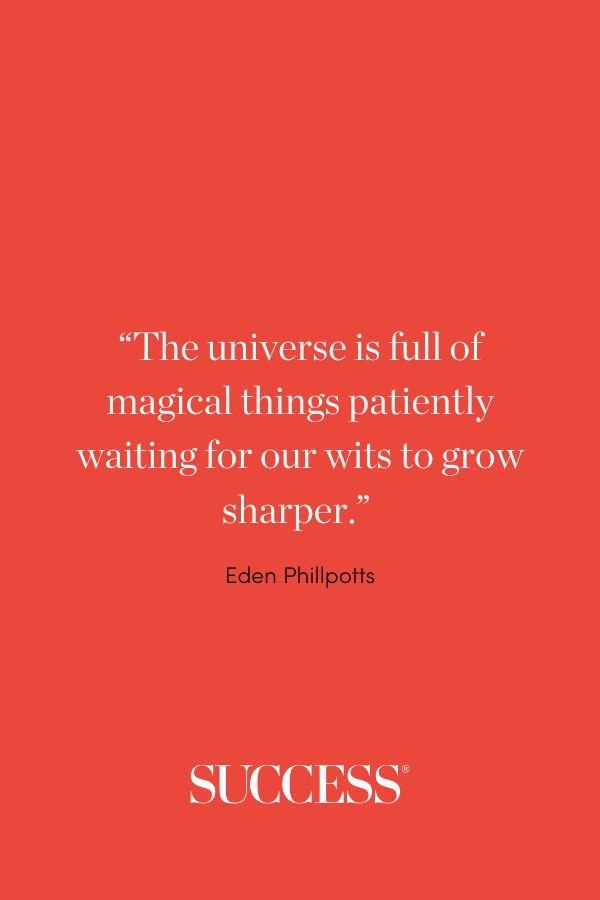 “The universe is full of
magical things patiently
waiting for our wits to grow
sharper.”
Eden Phillpotts
SUCCESS®